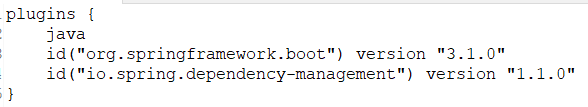 plugins {
    java
    id("org.springframework.boot") version "3.1.0"
    id("io.spring.dependency-management") version "1.1.0"
}